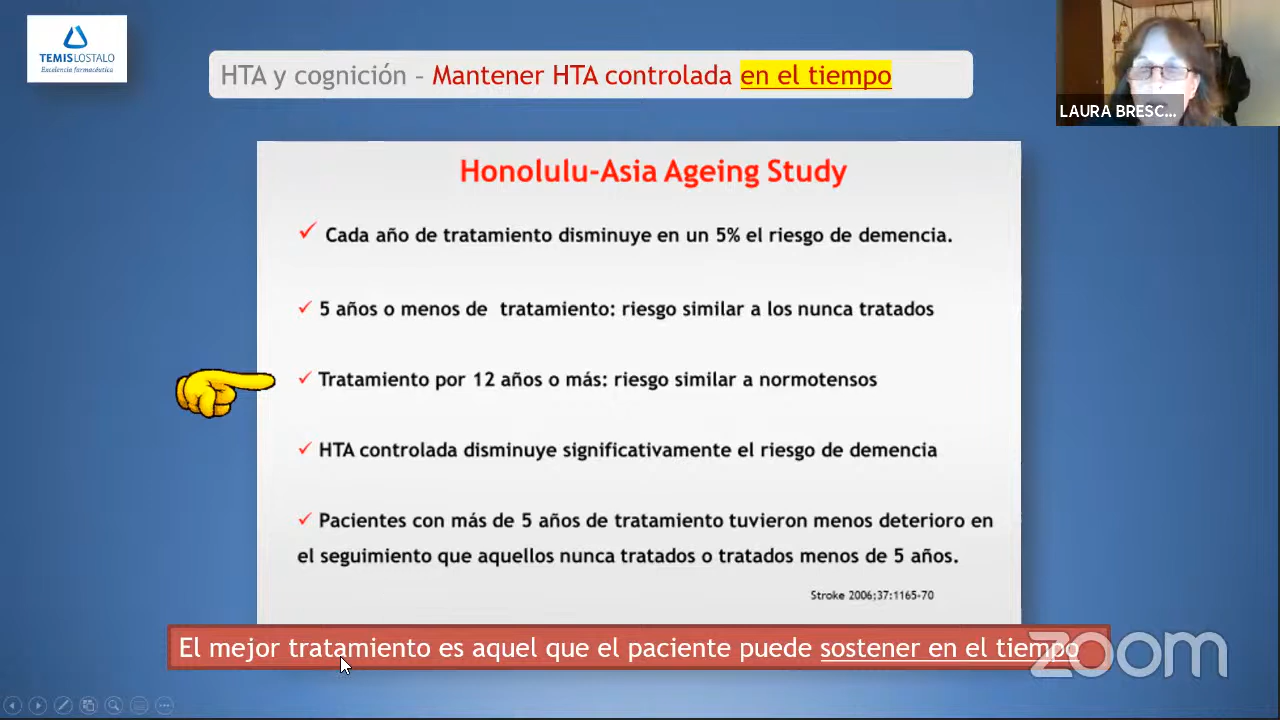 TEMIS LOSTALO
Excelencia farmacéutica
HTA y cognición – Mantener HTA controlada en el tiempo
LAURA BRESC...
Honolulu-Asia Ageing Study
Cada año de tratamiento disminuye en un 5% el riesgo de demencia.
5 años o menos de tratamiento: riesgo similar a los nunca tratados
Tratamiento por 12 años o más: riesgo similar a normotensos
HTA controlada disminuye significativamente el riesgo de demencia
Pacientes con más de 5 años de tratamiento tuvieron menos deterioro en
el seguimiento que aquellos nunca tratados o tratados menos de 5 años.
Stroke 2006;37:1165-70
El mejor tratamiento es aquel que el paciente puede sostener en el tiempo
zoom